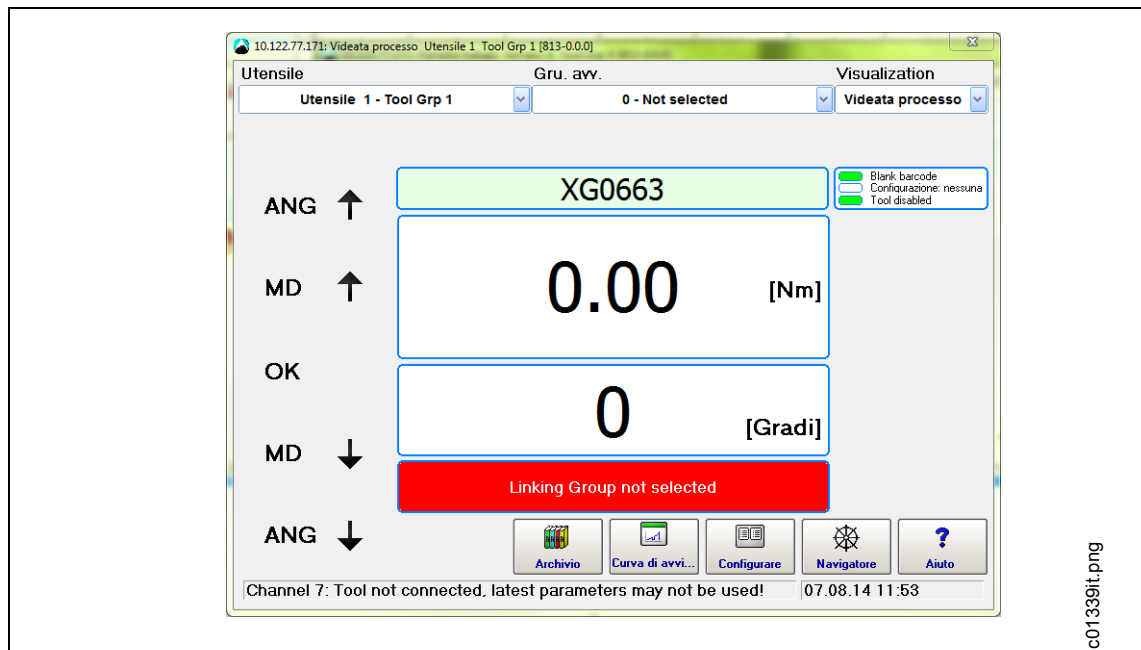 10.122.77.171: Videata processo Utensile 1 Tool Grp 1 [813-0.0.0]
Utensile Gru. avv. Visualization
Utensile 1 - Tool Grp 1 0 - Not selected Videata processo
XG0663
Blank barcode
Configurazione: nessuna
Tool disabled
ANG ↑
MD ↑
0.00 [Nm]
OK
0 [Gradi]
MD ↓
Linking Group not selected
ANG ↓
Archivio Curva di avvi... Configurare Navigatore ? Aiuto
Channel 7: Tool not connected, latest parameters may not be used! 07.08.14 11:53
c01339it.png